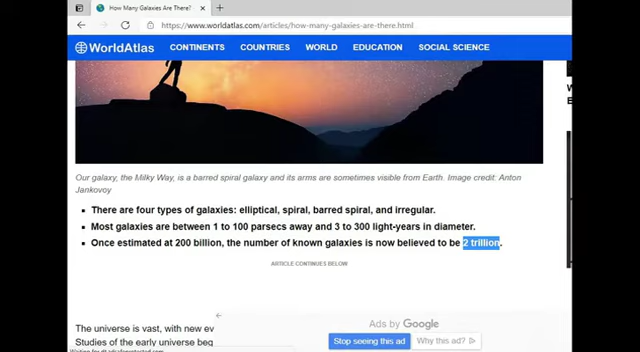 How Many Galaxies Are There?
https://www.worldatlas.com/articles/how-many-galaxies-are-there.html
WorldAtlas CONTINENTS COUNTRIES WORLD EDUCATION SOCIAL SCIENCE
Our galaxy, the Milky Way, is a barred spiral galaxy and its arms are sometimes visible from Earth. Image credit: Anton
Jankovoy
There are four types of galaxies: elliptical, spiral, barred spiral, and irregular.
Most galaxies are between 1 to 100 parsecs away and 3 to 300 light-years in diameter.
Once estimated at 200 billion, the number of known galaxies is now believed to be 2 trillion.
ARTICLE CONTINUES BELOW
Ads by Google
The universe is vast, with new ev
Stop seeing this ad Why this ad?
Studies of the early universe beg